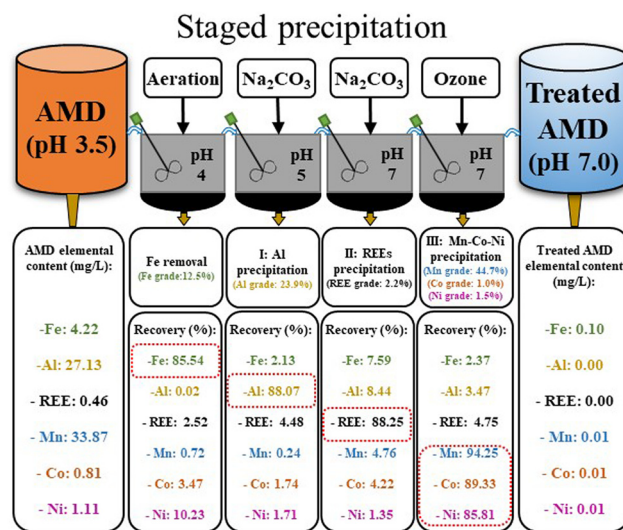 Staged precipitation
AMD
(pH 3.5)
Aeration
Na₂CO₃
Na₂CO₃
Ozone
Treated
AMD
(pH 7.0)
pH
4
pH
5
pH
7
pH
7
AMD elemental
content (mg/L):
-Fe: 4.22
-Al: 27.13
- REE: 0.46
- Mn: 33.87
- Co: 0.81
- Ni: 1.11
Fe removal
(Fe grade:12.5%)
Recovery (%):
-Fe: 85.54
-Al: 0.02
- REE: 2.52
- Mn: 0.72
- Co: 3.47
- Ni: 10.23
I: Al
precipitation
(Al grade: 23.9%)
Recovery (%):
-Fe: 2.13
-Al: 88.07
- REE: 4.48
- Mn: 0.24
- Co: 1.74
- Ni: 1.71
II: REEs
precipitation
(REE grade: 2.2%)
Recovery (%):
-Fe: 7.59
-Al: 8.44
- REE: 88.25
- Mn: 4.76
- Co: 4.22
- Ni: 1.35
III: Mn-Co-Ni
precipitation
(Mn grade: 44.7%)
(Co grade: 1.0%)
(Ni grade: 1.5%)
Recovery (%):
-Fe: 2.37
-Al: 3.47
- REE: 4.75
- Mn: 94.25
- Co: 89.33
- Ni: 85.81
Treated AMD
elemental content
(mg/L):
-Fe: 0.10
-Al: 0.00
- REE: 0.00
- Mn: 0.01
- Co: 0.01
- Ni: 0.01